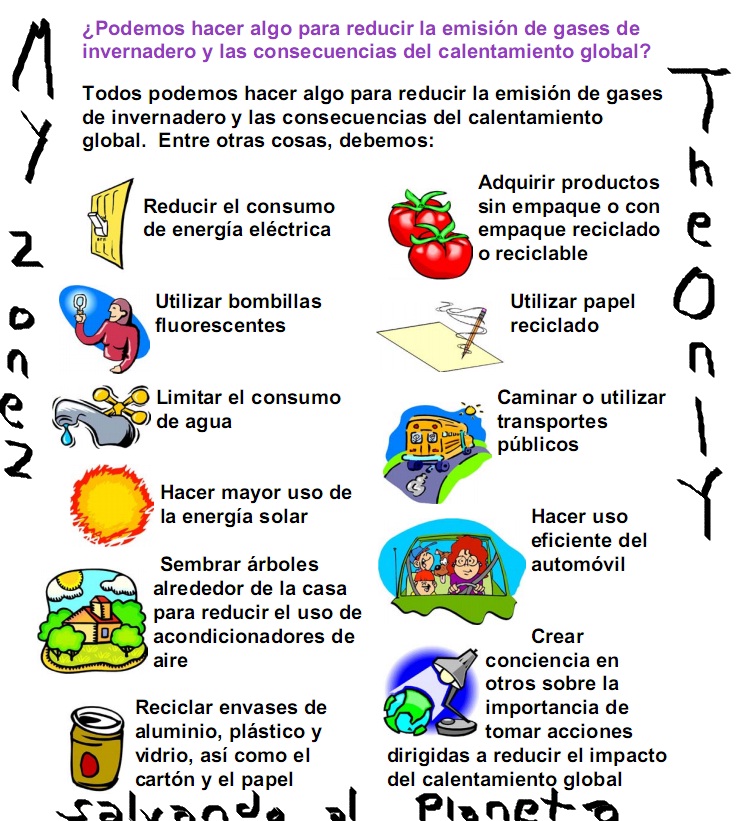 ¿Podemos hacer algo para reducir la emisión de gases de
invernadero y las consecuencias del calentamiento global?
Todos podemos hacer algo para reducir la emisión de gases
de invernadero y las consecuencias del calentamiento
global. Entre otras cosas, debemos:
Reducir el consumo
de energía eléctrica
Utilizar bombillas
fluorescentes
Limitar el consumo
de agua
Hacer mayor uso de
la energía solar
Sembrar árboles
alrededor de la casa
para reducir el uso de
acondicionadores de
aire
Reciclar envases de
aluminio, plástico y
vidrio, así como el
cartón y el papel
Adquirir productos
sin empaque o con
empaque reciclado
o reciclable
Utilizar papel
reciclado
Caminar o utilizar
transportes
públicos
Hacer uso
eficiente del
automóvil
Crear
conciencia en
otros sobre la
importancia de
tomar acciones
dirigidas a reducir el impacto
del calentamiento global
My zone2
TheOnlY
salvando al Planeta